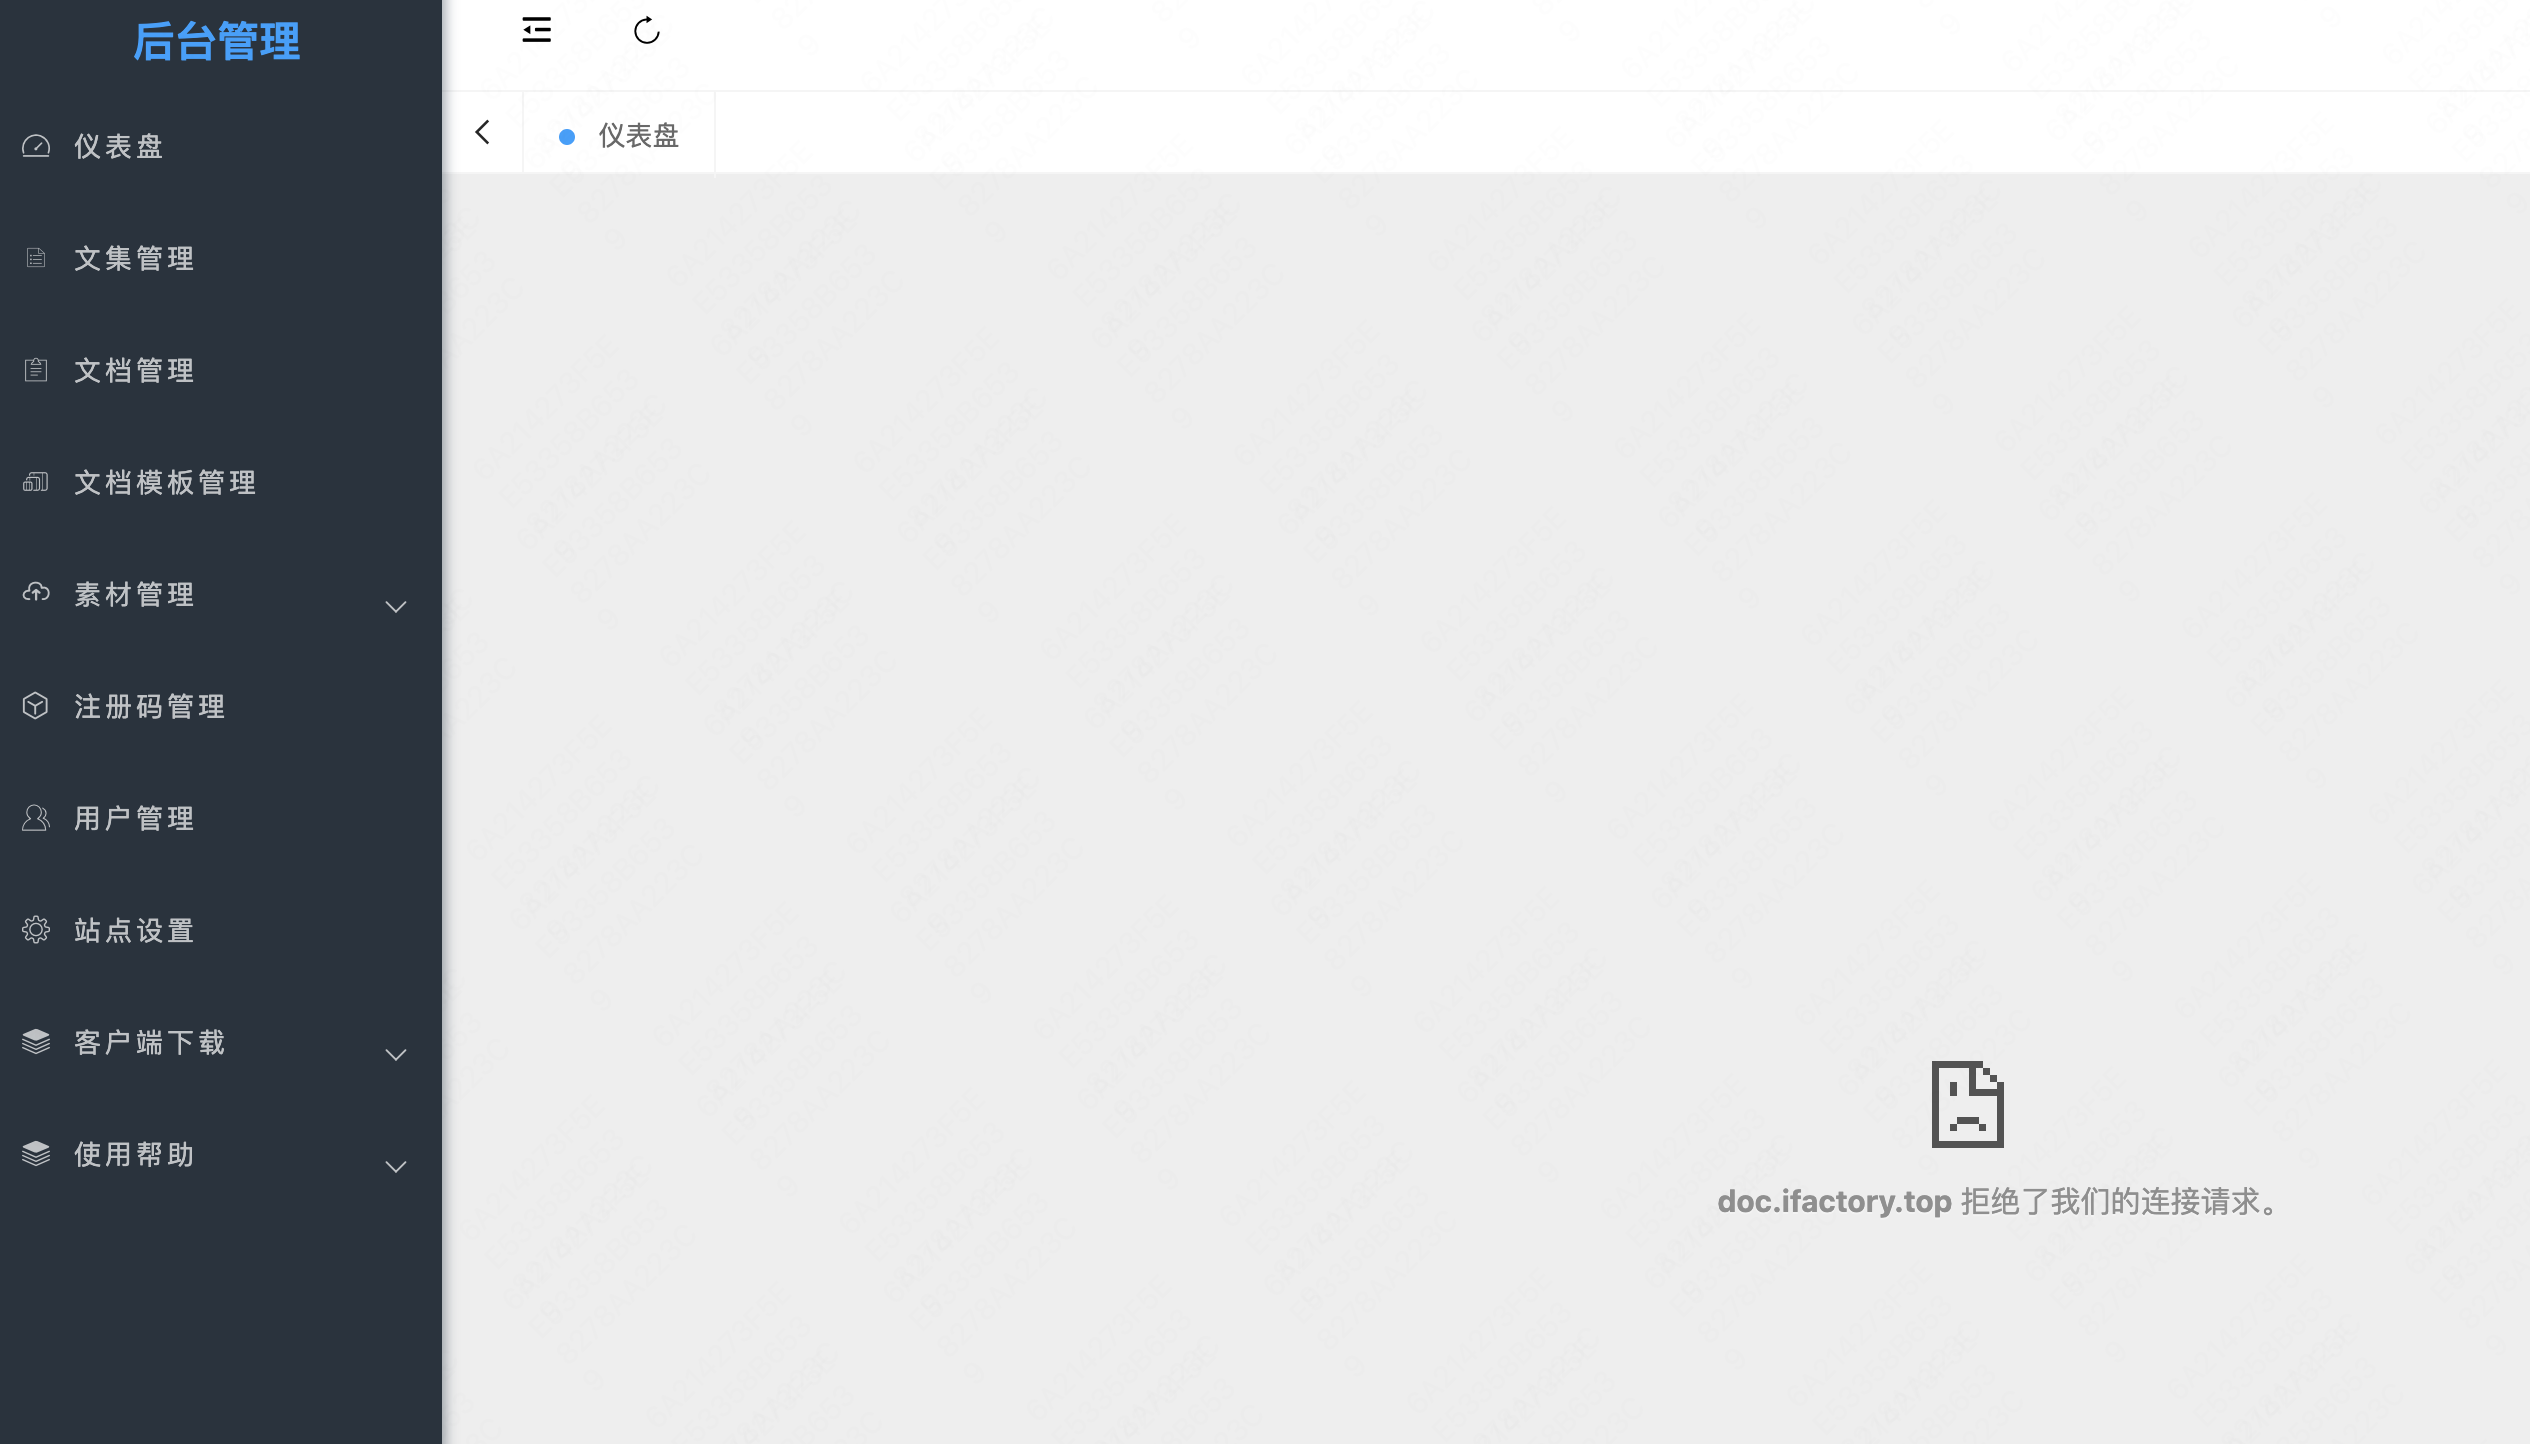 后台管理
仪表盘
文集管理
文档管理
文档模板管理
素材管理
注册码管理
用户管理
站点设置
客户端下载
使用帮助
仪表盘
doc.ifactory.top 拒绝了我们的连接请求。